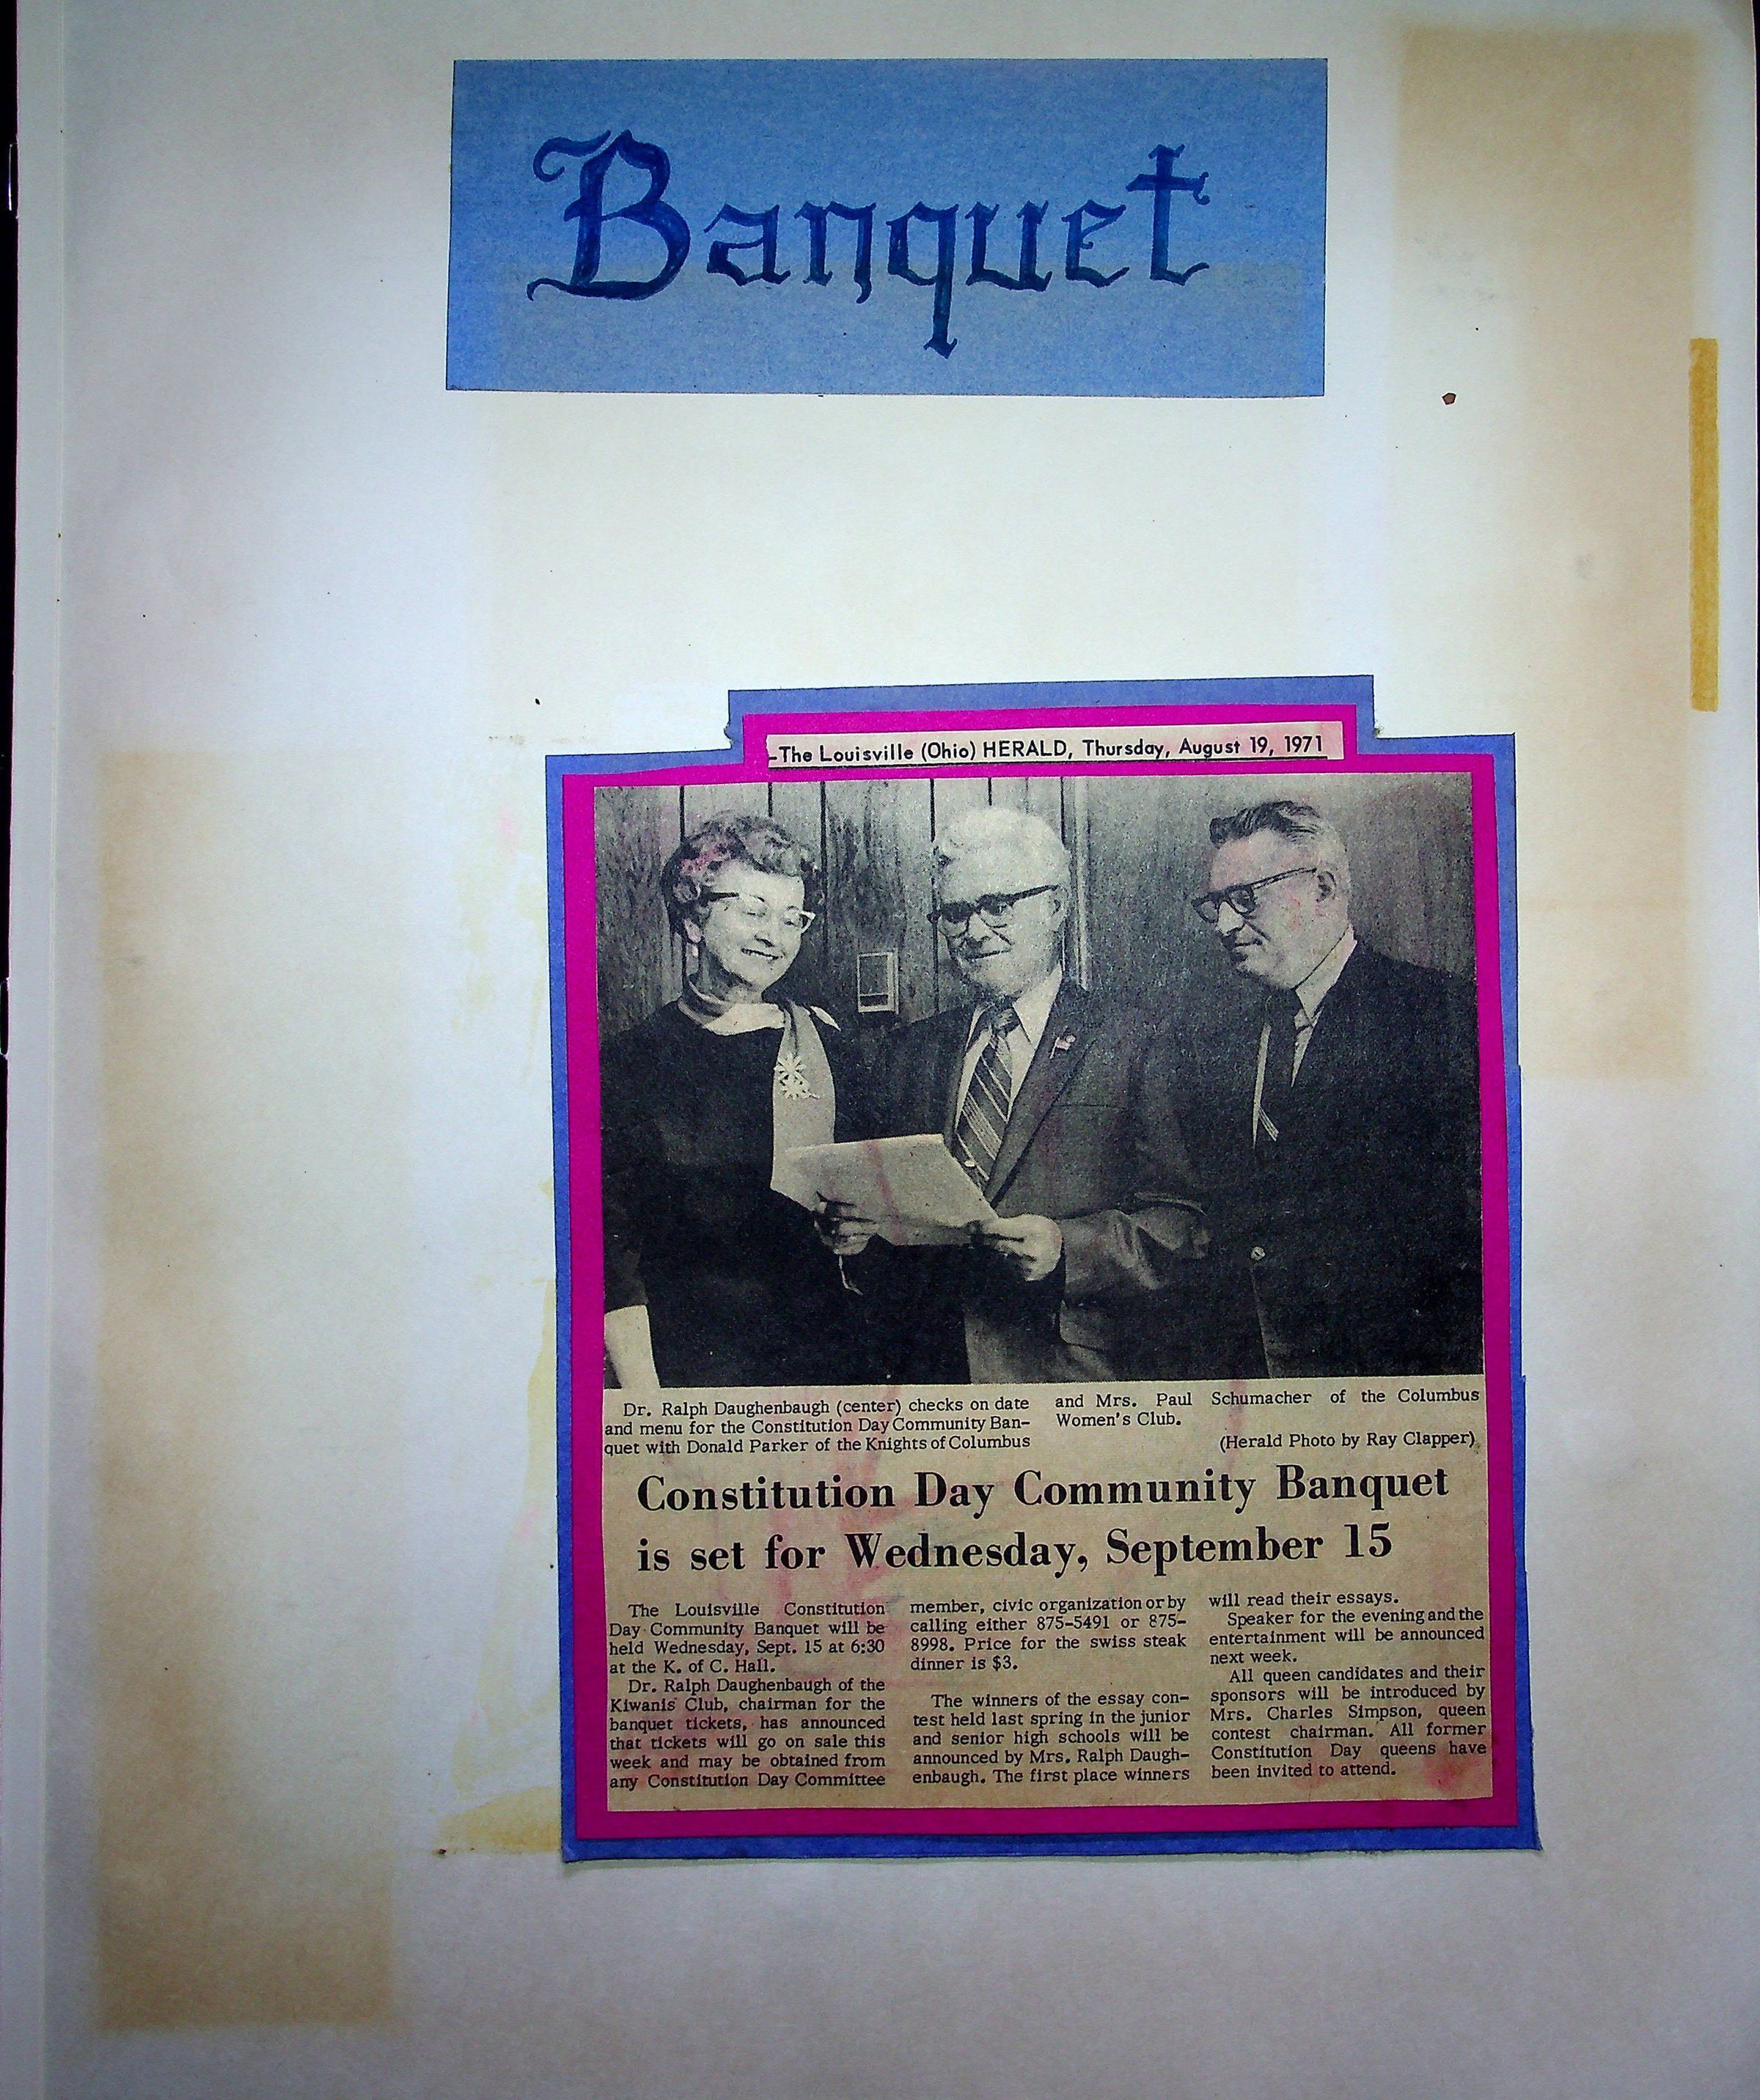 Banquet
-The Louisville (Ohio) HERALD, Thursday, August 19, 1971
Dr. Ralph Daughenbaugh (center) checks on date
and menu for the Constitution Day Community Ban-
quet with Donald Parker of the Knights of Columbus
and Mrs. Paul Schumacher of the Columbus
Women's Club.
(Herald Photo by Ray Clapper)
Constitution Day Community Banquet
is set for Wednesday, September 15
The Louisville Constitution
Day Community Banquet will be
held Wednesday, Sept. 15 at 6:30
at the K. of C. Hall.
Dr. Ralph Daughenbaugh of the
Kiwanis Club, chairman for the
banquet tickets, has announced
that tickets will go on sale this
week and may be obtained from
any Constitution Day Committee
member, civic organization or by
calling either 875-5491 or 875-
8998. Price for the swiss steak
dinner is $3.
The winners of the essay con-
test held last spring in the junior
and senior high schools will be
announced by Mrs. Ralph Daugh-
enbaugh. The first place winners
will read their essays.
Speaker for the evening and the
entertainment will be announced
next week.
All queen candidates and their
sponsors will be introduced by
Mrs. Charles Simpson, queen
contest chairman. All former
Constitution Day queens have
been invited to attend.